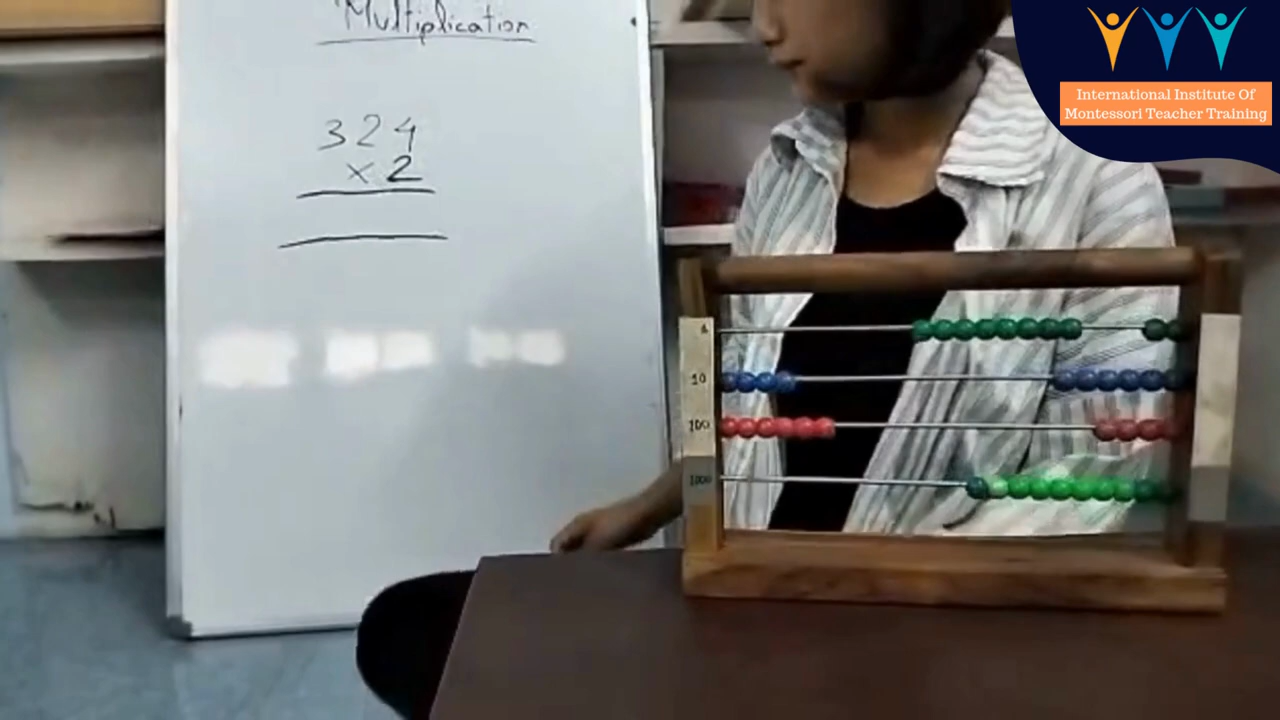 Multiplication
324
×2
International Institute Of
Montessori Teacher Training
1
10
100
1000